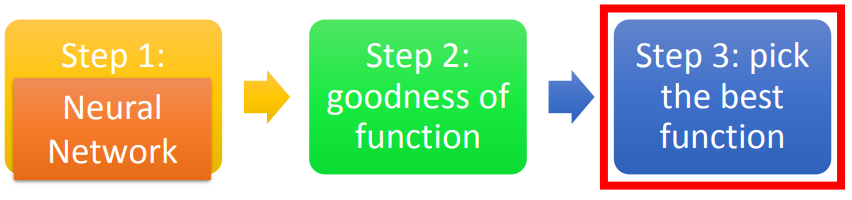 Step 1:
Neural
Network
Step 2:
goodness of
function
Step 3: pick
the best
function